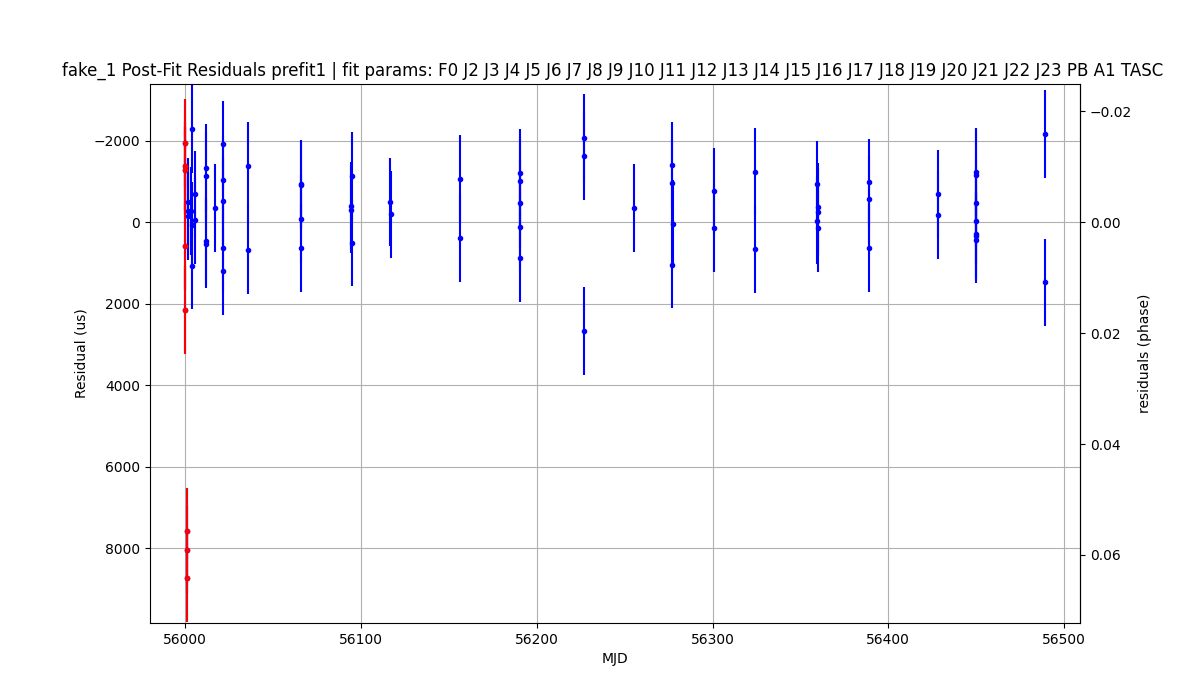 fake_1 Post-Fit Residuals prefit1 | fit params: F0 J2 J3 J4 J5 J6 J7 J8 J9 J10 J11 J12 J13 J14 J15 J16 J17 J18 J19 J20 J21 J22 J23 PB A1 TASC
−2000
0
2000
4000
6000
8000
Residual (us)
−0.02
0.00
0.02
0.04
0.06
residuals (phase)
56000 56100 56200 56300 56400 56500
MJD